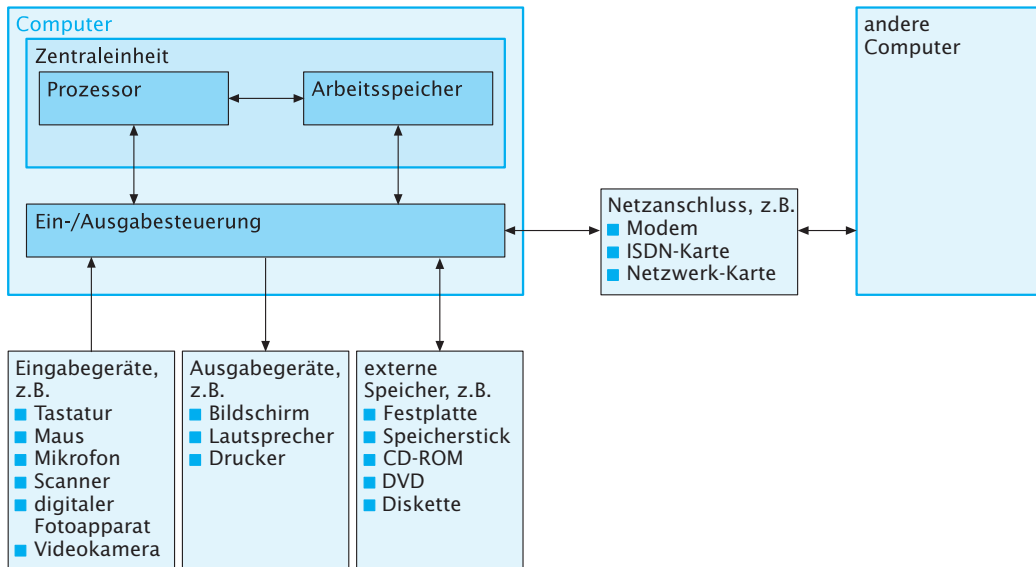 Computer
Zentraleinheit
Prozessor
Arbeitsspeicher
Ein-/Ausgabesteuerung
Netzanschluss, z.B.
Modem
ISDN-Karte
Netzwerk-Karte
andere
Computer
Eingabegeräte,
z.B.
Tastatur
Maus
Mikrofon
Scanner
digitaler
Fotoapparat
Videokamera
Ausgabegeräte,
z.B.
Bildschirm
Lautsprecher
Drucker
externe
Speicher, z.B.
Festplatte
Speicherstick
CD-ROM
DVD
Diskette